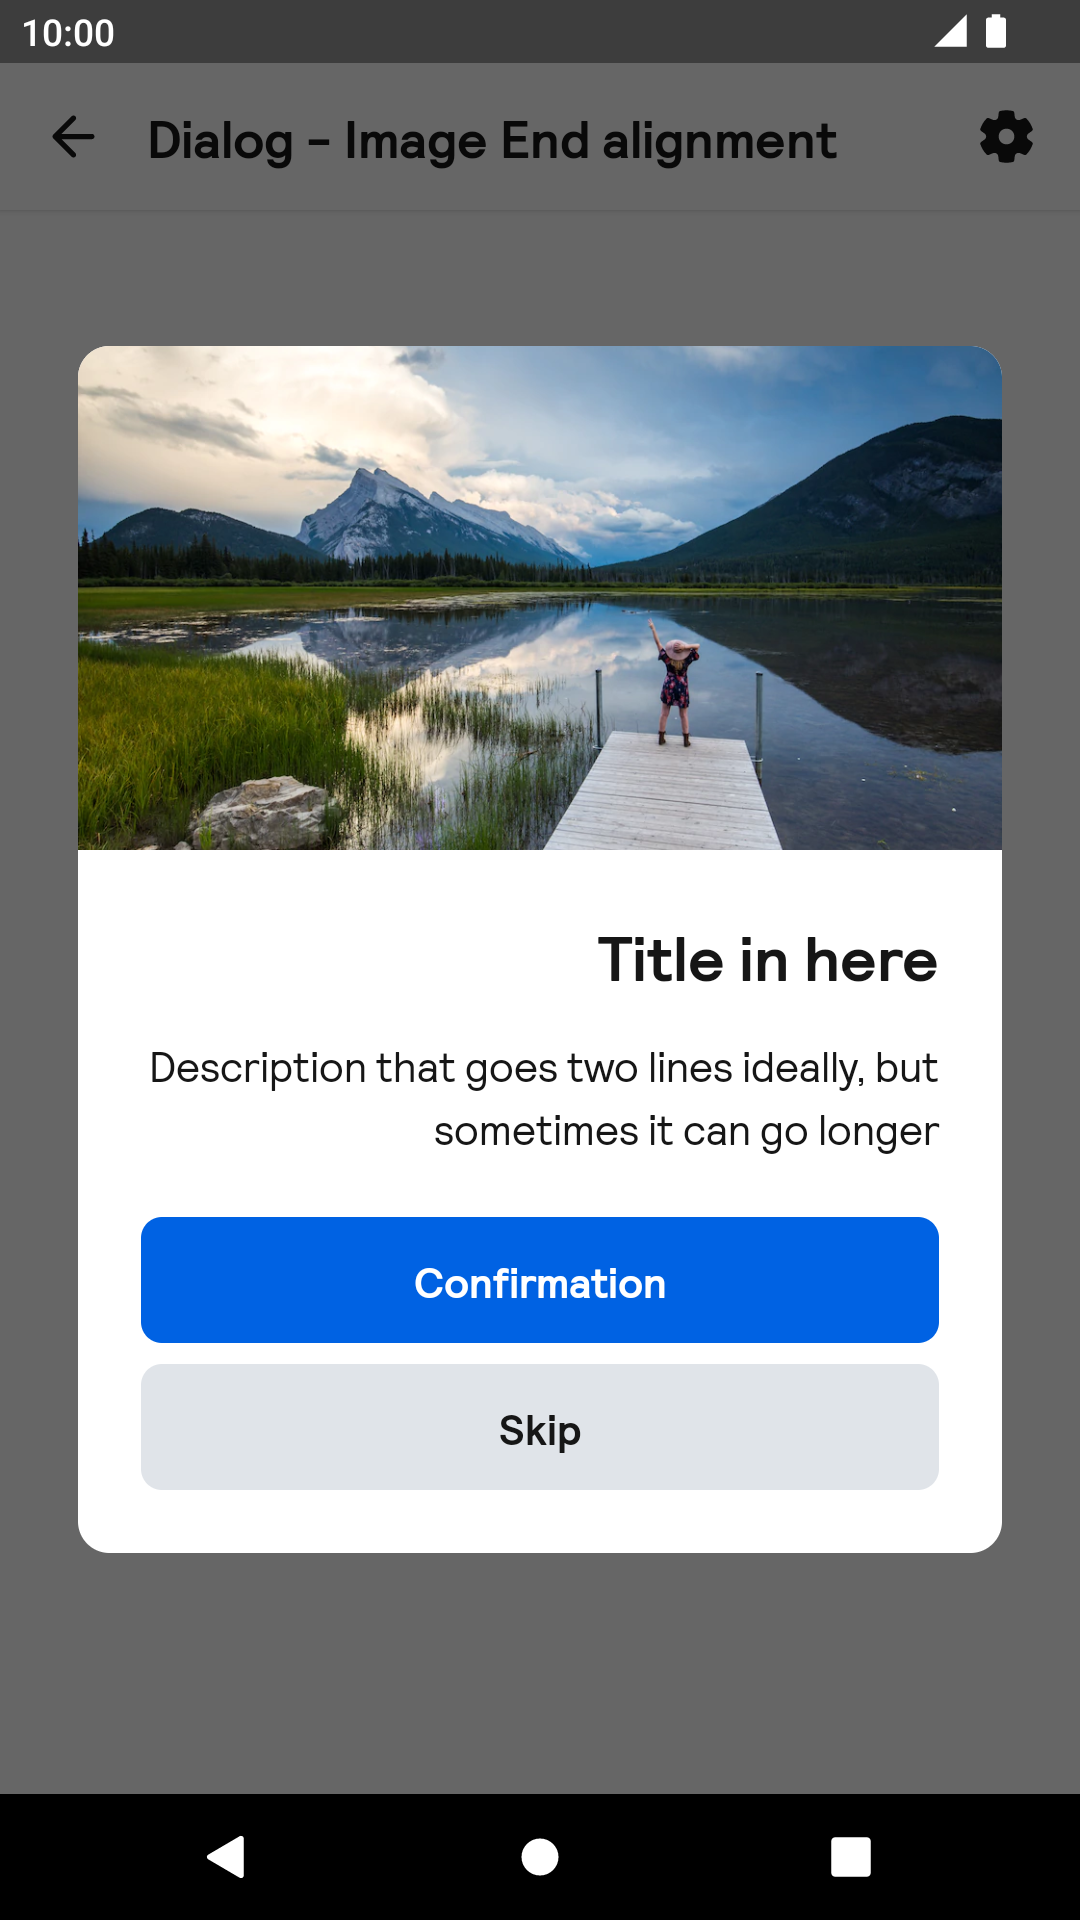 10:00
Dialog - Image End alignment
Title in here
Description that goes two lines ideally, but
sometimes it can go longer
Confirmation
Skip